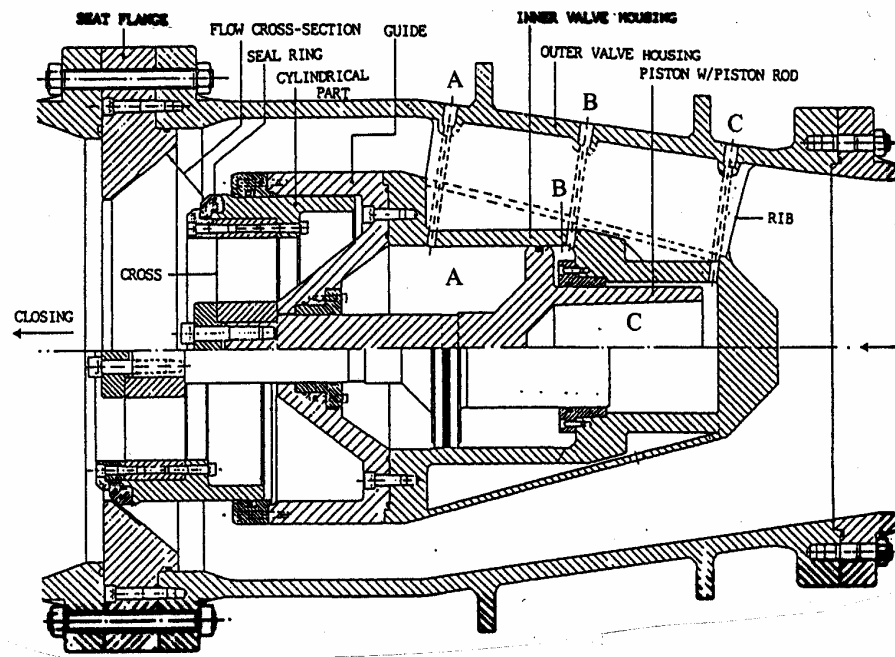 SEAT FLANGE
FLOW CROSS-SECTION
SEAL RING
CYLINDRICAL
PART
GUIDE
INNER VALVE HOUSING
OUTER VALVE HOUSING
PISTON W/PISTON ROD
A
B
C
B
RIB
A
CROSS
C
CLOSING